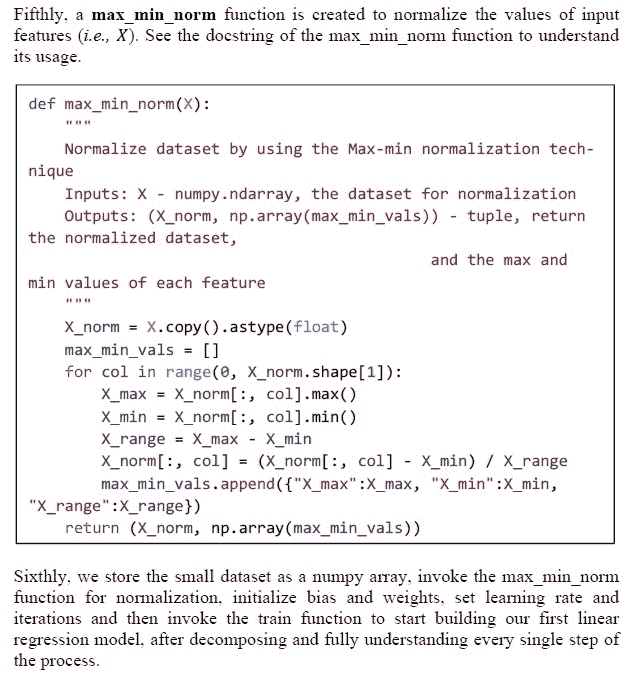 Fifthly, a max_min_norm function is created to normalize the values of input
features (i.e., X). See the docstring of the max_min_norm function to understand
its usage.
def max_min_norm(X):
"""
Normalize dataset by using the Max-min normalization tech-
nique
Inputs: X - numpy.ndarray, the dataset for normalization
Outputs: (X_norm, np.array(max_min_vals)) - tuple, return
the normalized dataset,
and the max and
min values of each feature
"""
X_norm = X.copy().astype(float)
max_min_vals = []
for col in range(0, X_norm.shape[1]):
X_max = X_norm[:, col].max()
X_min = X_norm[:, col].min()
X_range = X_max - X_min
X_norm[:, col] = (X_norm[:, col] - X_min) / X_range
max_min_vals.append({"X_max":X_max, "X_min":X_min,
"X_range":X_range})
return (X_norm, np.array(max_min_vals))
Sixthly, we store the small dataset as a numpy array, invoke the max_min_norm
function for normalization, initialize bias and weights, set learning rate and
iterations and then invoke the train function to start building our first linear
regression model, after decomposing and fully understanding every single step of
the process.